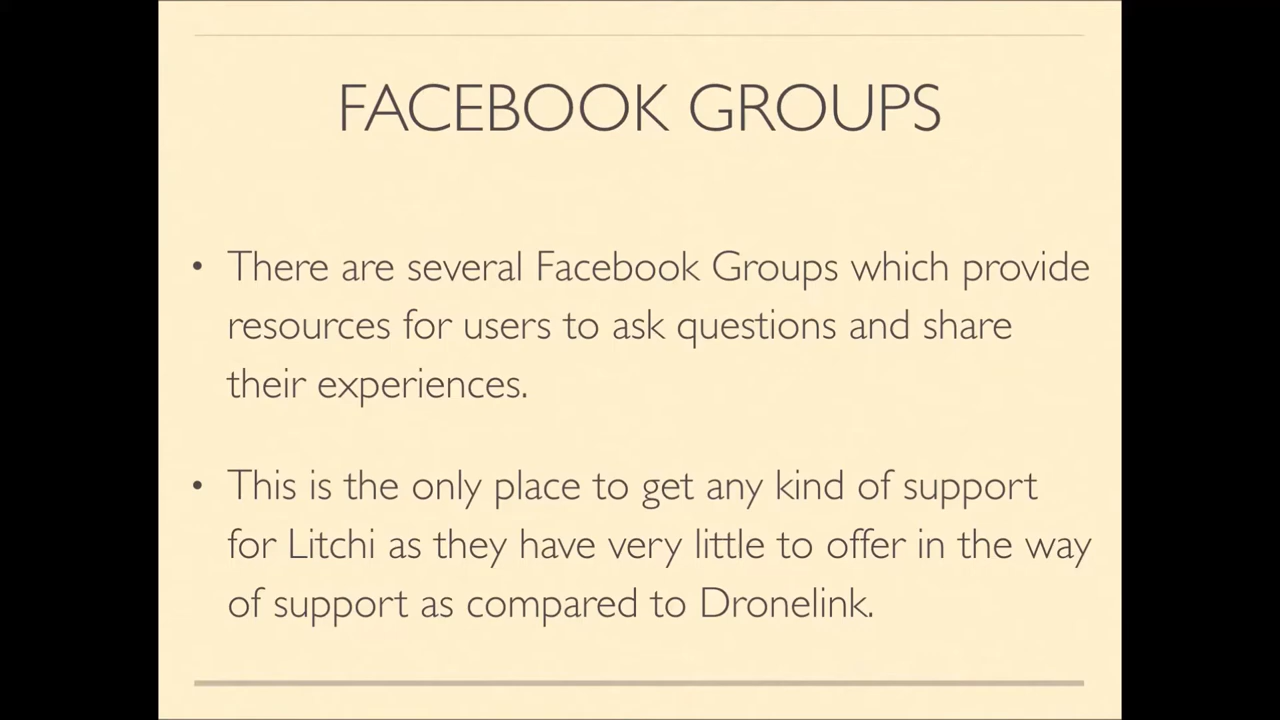 FACEBOOK GROUPS
• There are several Facebook Groups which provide
resources for users to ask questions and share
their experiences.
• This is the only place to get any kind of support
for Litchi as they have very little to offer in the way
of support as compared to Dronelink.